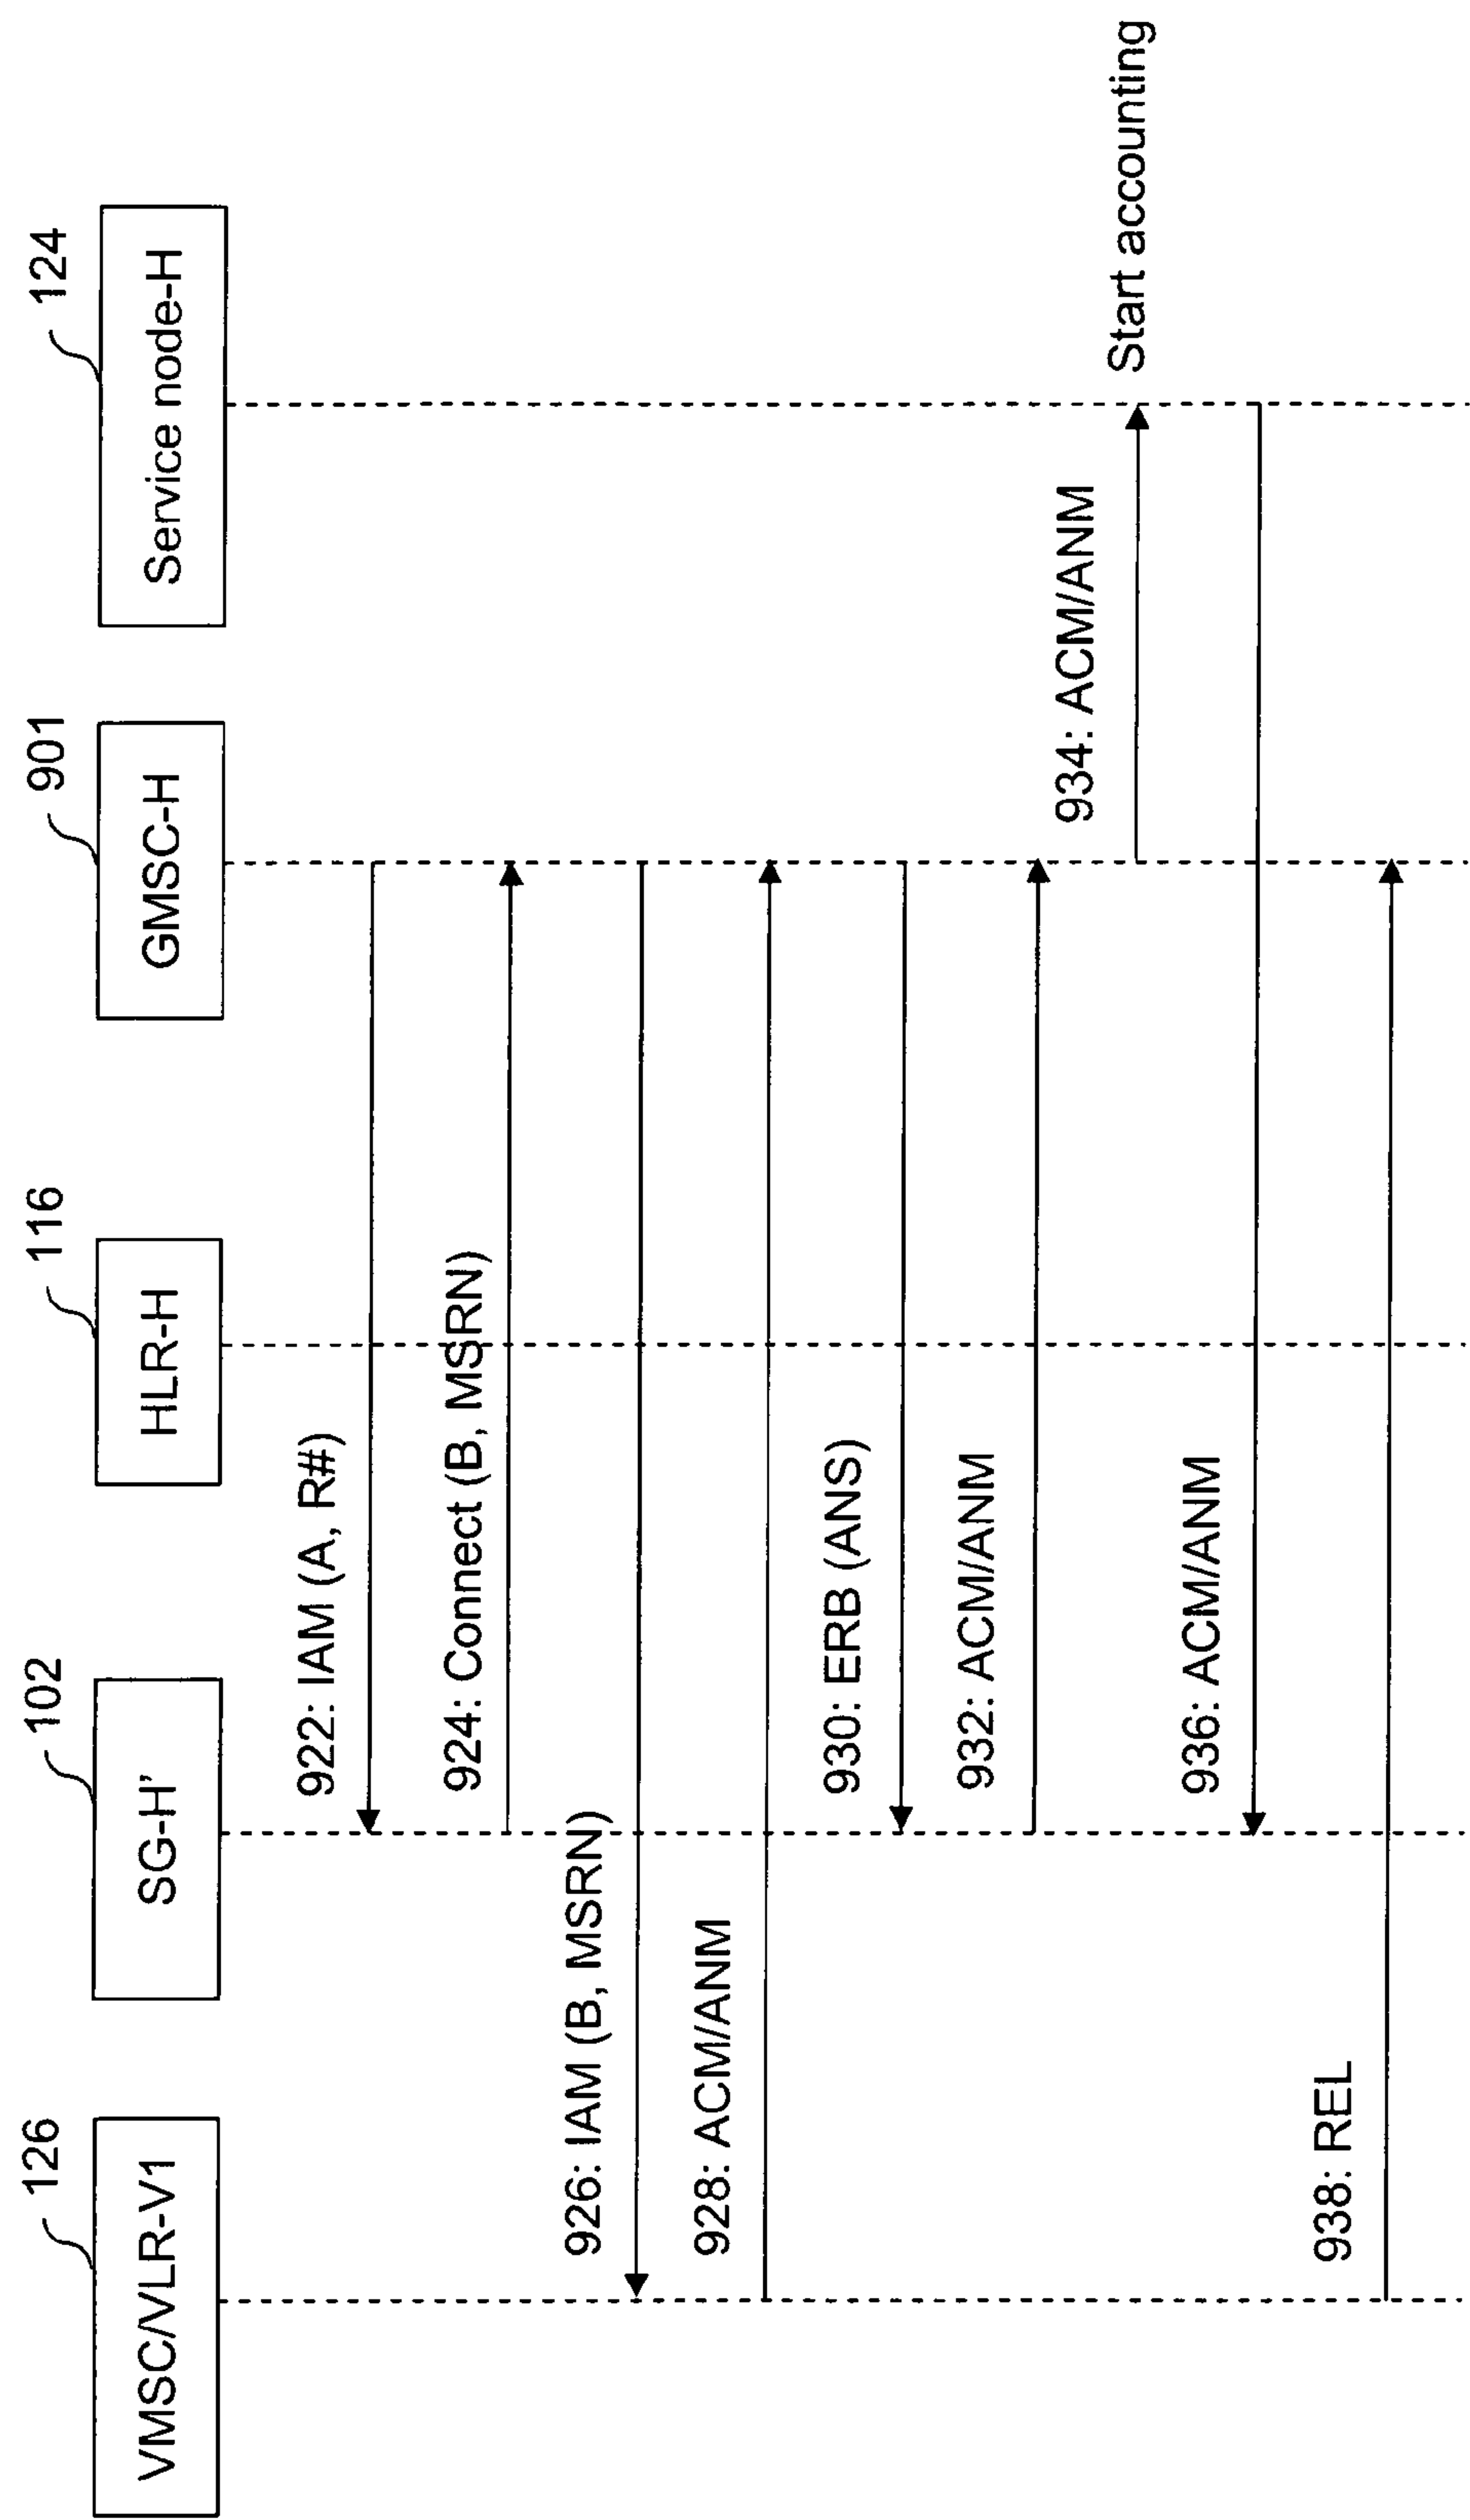 126
102
116
901
124
VMSC/VLR-V1
SG-H'
HLR-H
GMSC-H
Service node-H
922: IAM (A, R#)
924: Connect (B, MSRN)
926: IAM (B, MSRN)
928: ACM/ANM
930: ERB (ANS)
932: ACM/ANM
934: ACM/ANM
Start accounting
936: ACM/ANM
938: REL